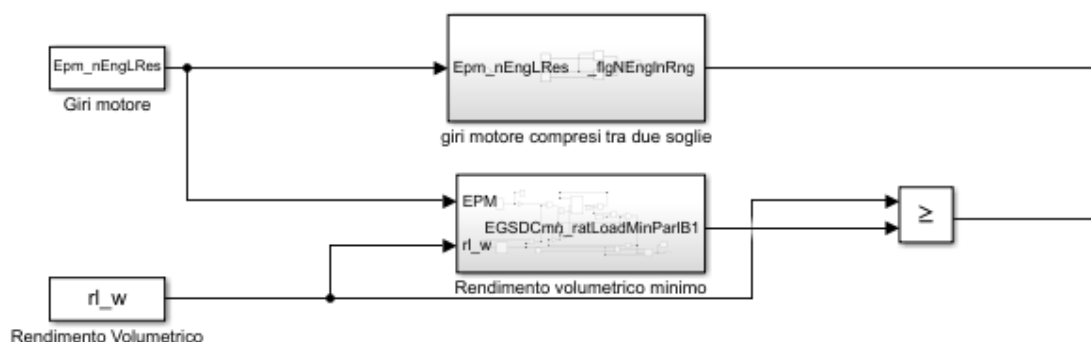 Epm_nEngLRes
Giri motore
Epm_nEngLRes
_flgNEngInRng
giri motore compresi tra due soglie
EPM
EGSDCmn_ratLoadMinParIB1
rl_w
Rendimento volumetrico minimo
≥
rl_w
Rendimento Volumetrico